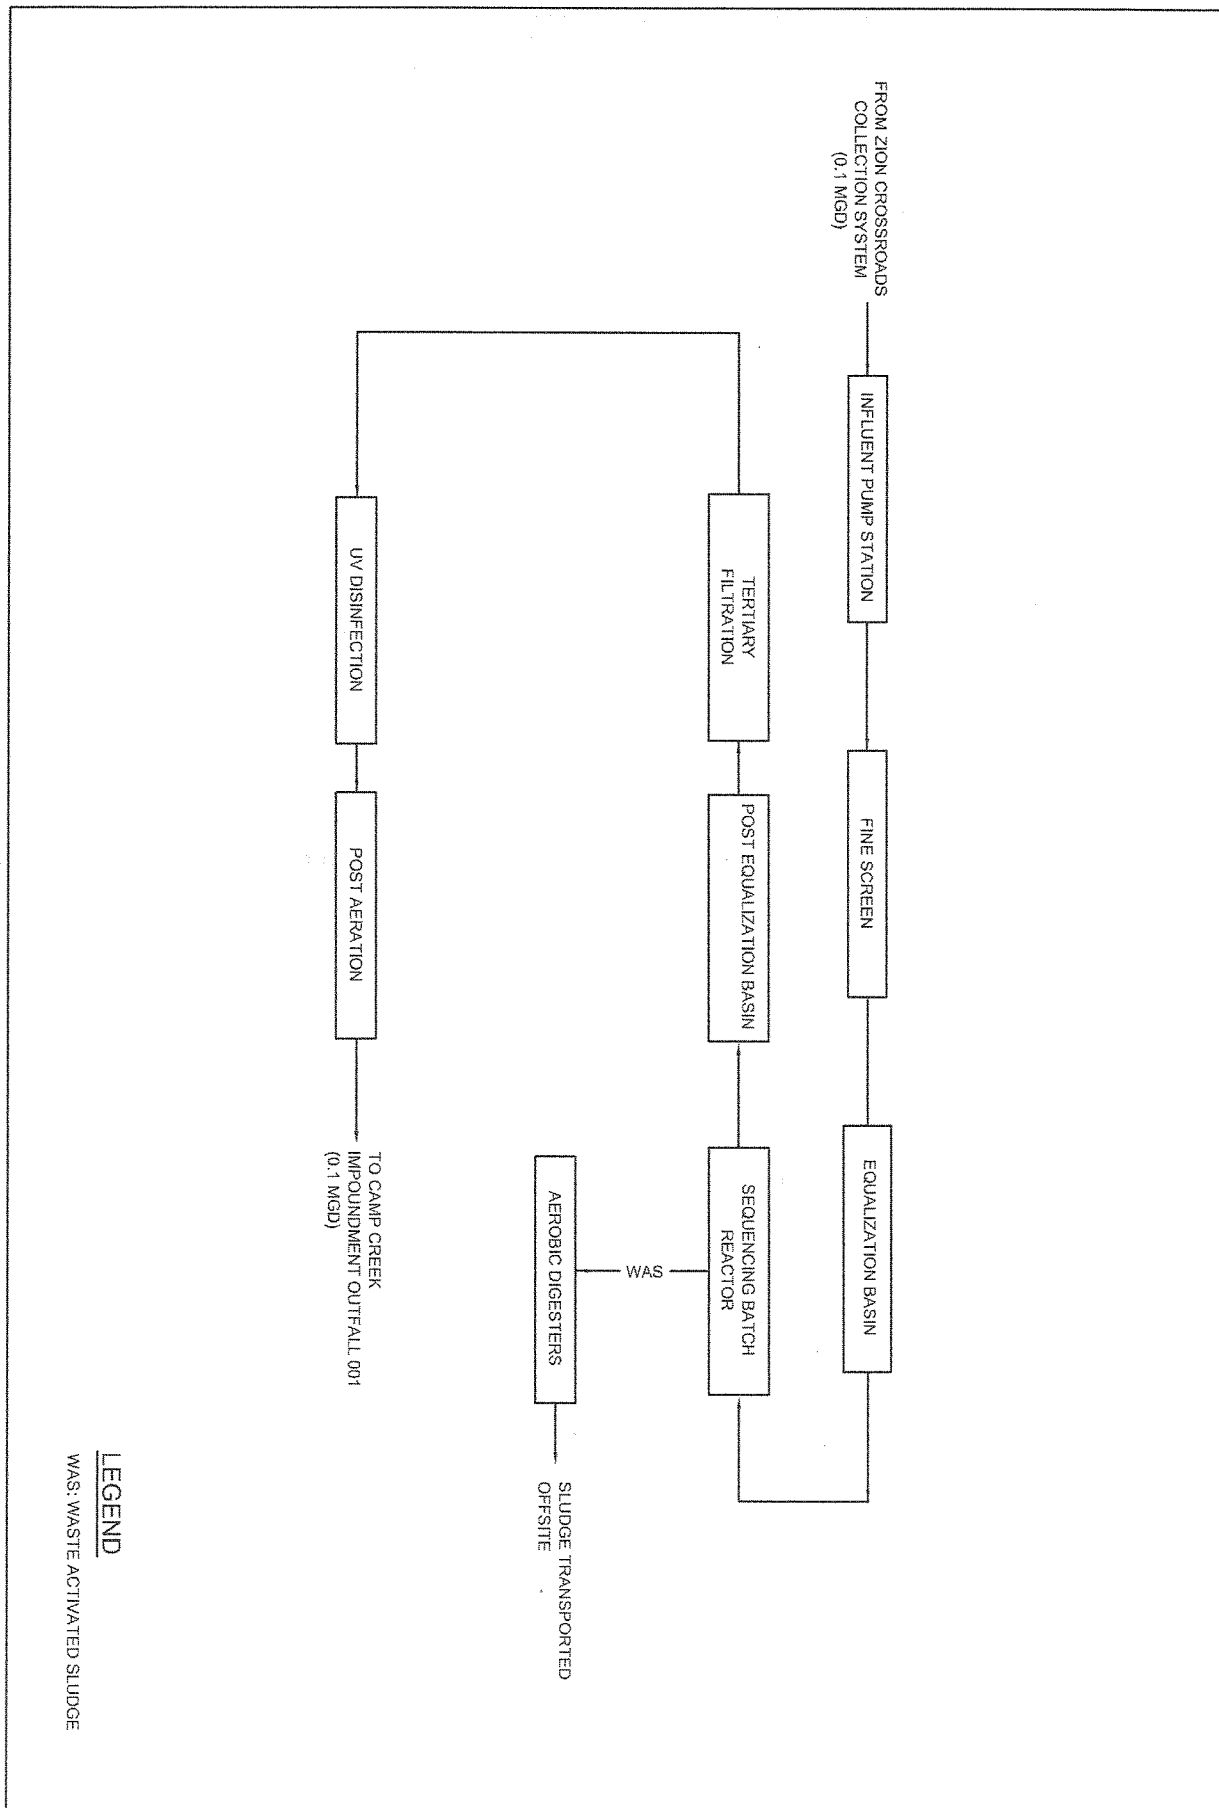 FROM ZION CROSSROADS
COLLECTION SYSTEM
(0.1 MGD)
INFLUENT PUMP STATION
FINE SCREEN
EQUALIZATION BASIN
SEQUENCING BATCH
REACTOR
WAS
AEROBIC DIGESTERS
SLUDGE TRANSPORTED
OFFSITE
POST EQUALIZATION BASIN
TERTIARY
FILTRATION
UV DISINFECTION
POST AERATION
TO CAMP CREEK
IMPOUNDMENT OUTFALL 001
(0.1 MGD)
LEGEND
WAS: WASTE ACTIVATED SLUDGE